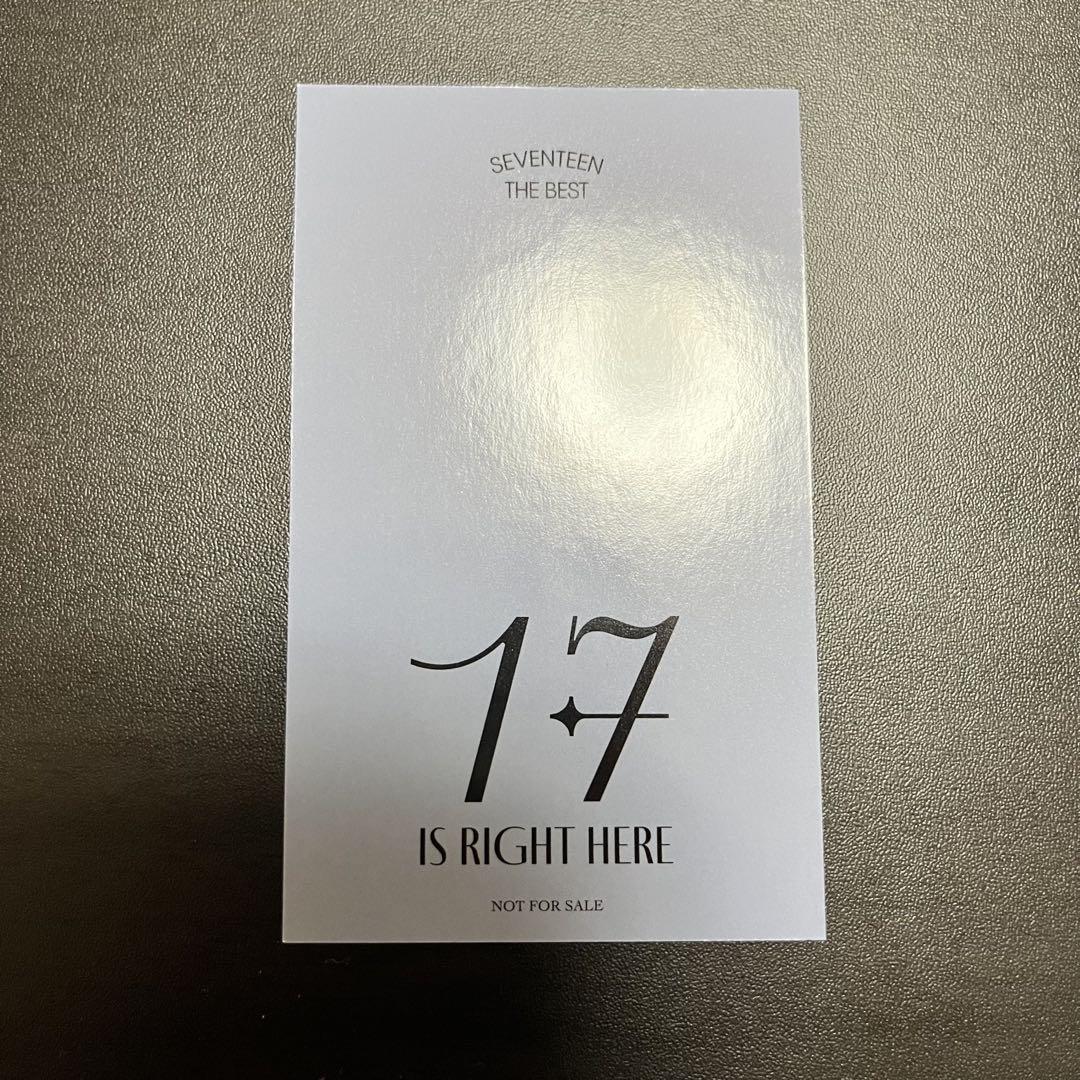 SEVENTEEN
THE BEST
17
IS RIGHT HERE
NOT FOR SALE